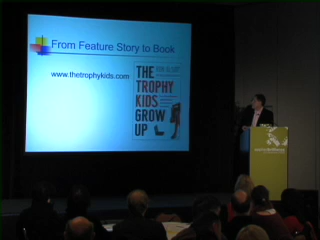 From Feature Story to Book
www.thetrophykids.com
THE
TROPHY
KIDS
GROW
UP